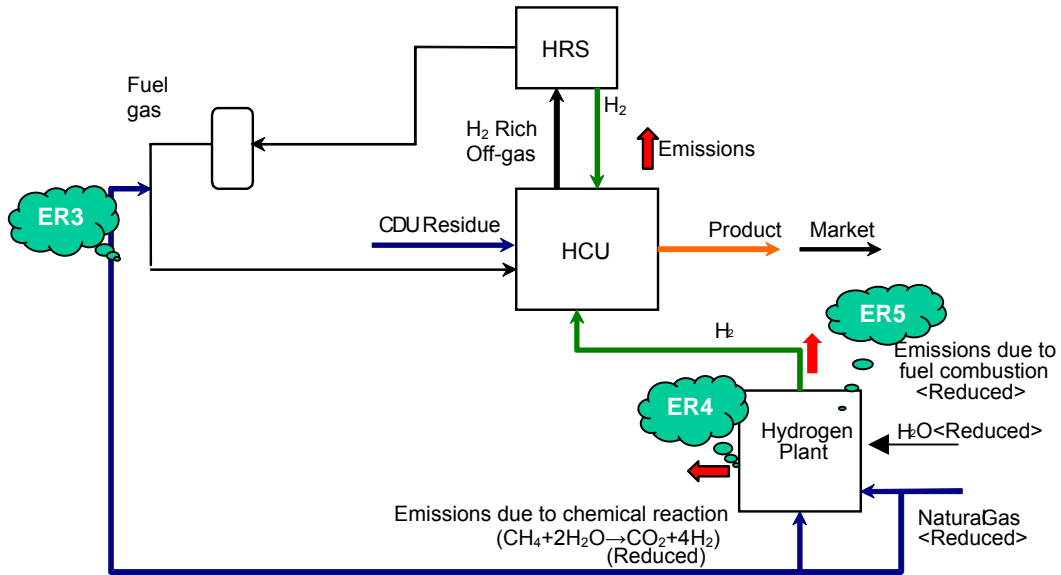 HRS
Fuel
gas
H2
H2 Rich
Off-gas
Emissions
ER3
CDU Residue
HCU
Product
Market
H2
ER5
Emissions due to
fuel combustion
<Reduced>
ER4
Hydrogen
Plant
H2O<Reduced>
Emissions due to chemical reaction
(CH4+2H2O→CO2+4H2)
(Reduced)
NaturalGas
<Reduced>